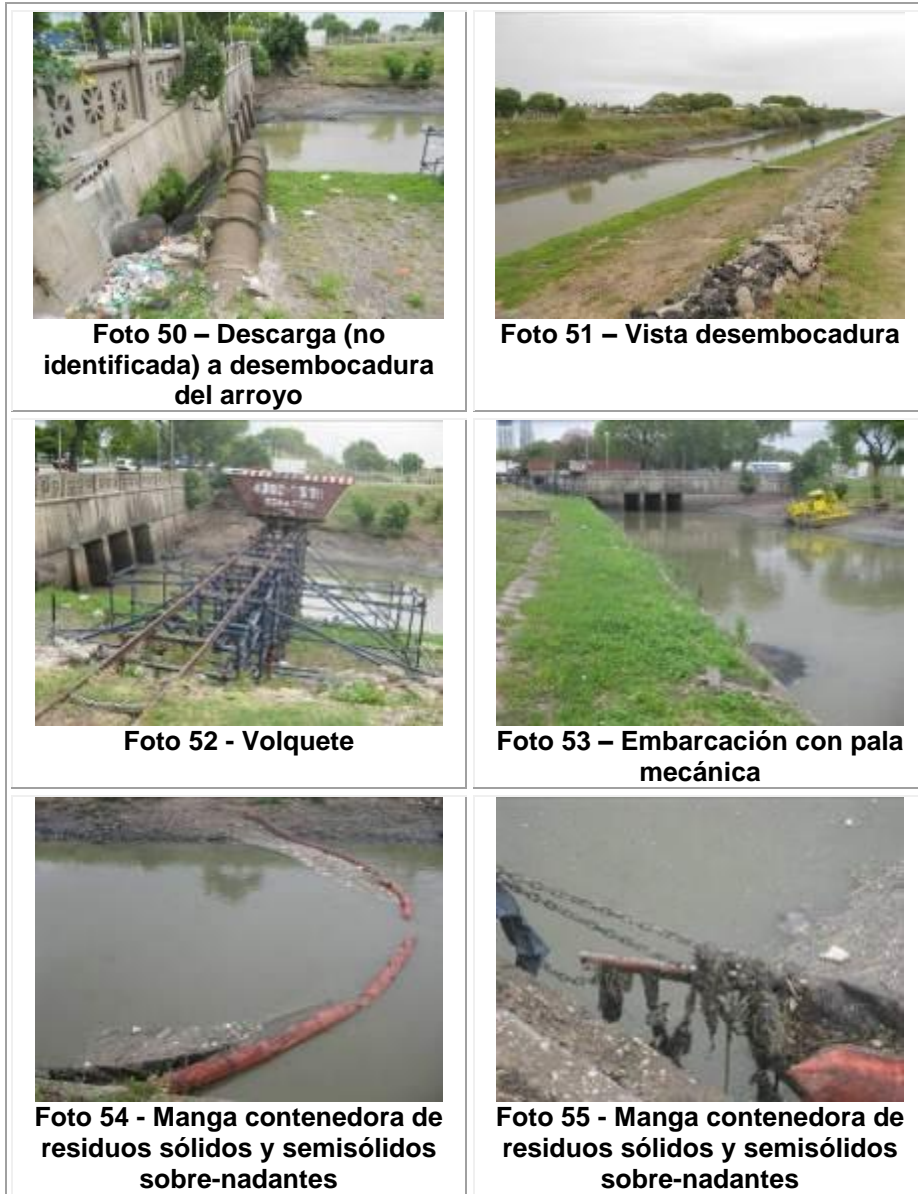 Foto 50 – Descarga (no
identificada) a desembocadura
del arroyo
Foto 51 – Vista desembocadura
Foto 52 - Volquete
Foto 53 – Embarcación con pala
mecánica
Foto 54 - Manga contenedora de
residuos sólidos y semisólidos
sobre-nadantes
Foto 55 - Manga contenedora de
residuos sólidos y semisólidos
sobre-nadantes